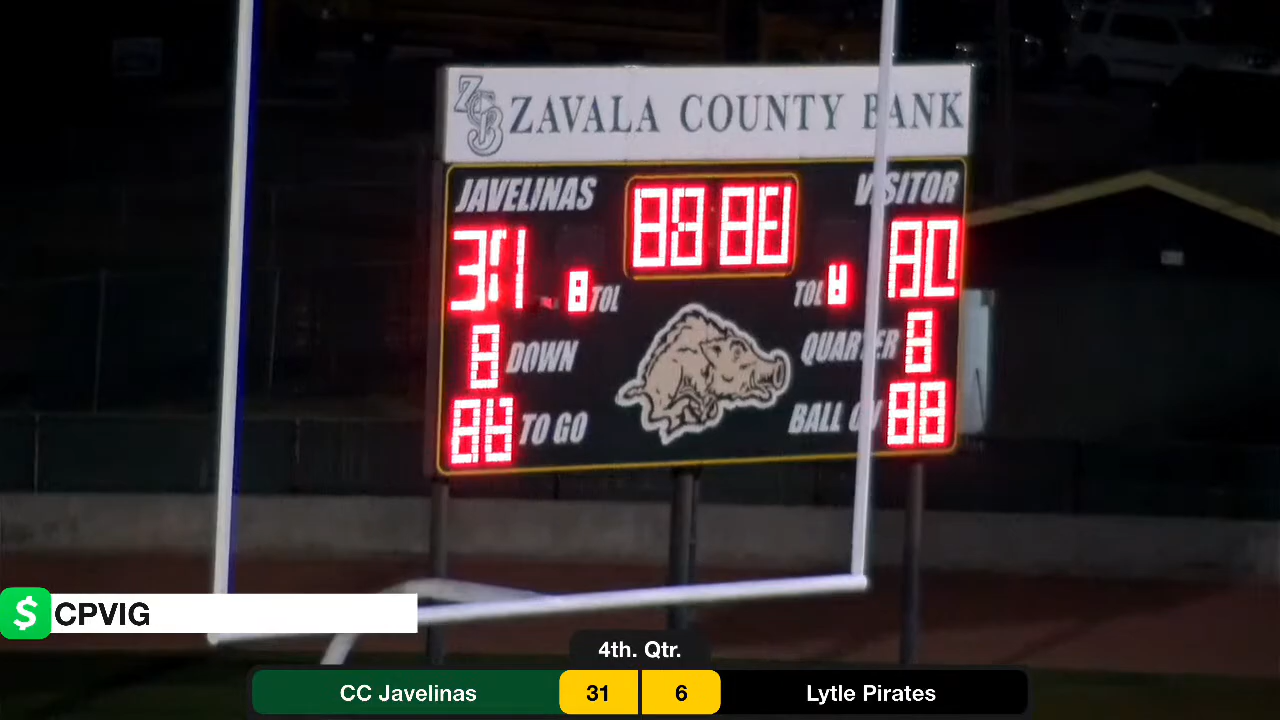 ZCB ZAVALA COUNTY BANK
JAVELINAS VISITOR
TOL TOL
DOWN QUARTER
TO GO BALL ON
$ CPVIG
4th. Qtr.
CC Javelinas 31 6 Lytle Pirates